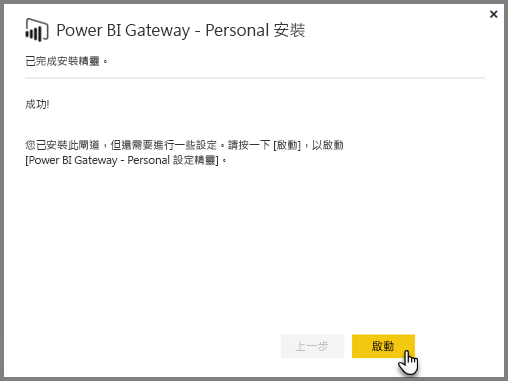 Power BI Gateway - Personal 安裝
已完成安裝精靈。
成功!
您已安裝此閘道，但還需要進行一些設定。請按一下 [啟動]，以啟動
[Power BI Gateway - Personal 設定精靈]。
上一步
啟動